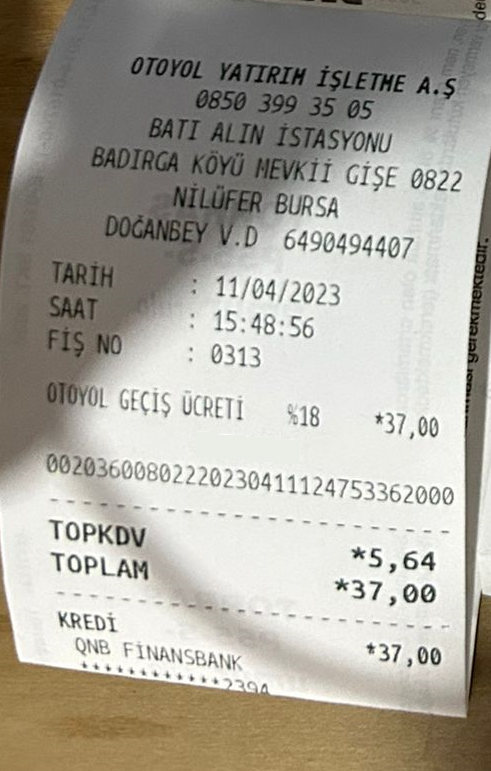 OTOYOL YATIRIM İŞLETME A.Ş
0850 399 35 05
BATI ALIN İSTASYONU
BADIRGA KÖYÜ MEVKİİ GİŞE 0822
NİLÜFER BURSA
DOĞANBEY V.D 6490494407
TARİH : 11/04/2023
SAAT : 15:48:56
FİŞ NO : 0313
OTOYOL GEÇİŞ ÜCRETİ %18 *37,00
00203600802220230411124753362000
TOPKDV *5,64
TOPLAM *37,00
KREDİ *37,00
QNB FİNANSBANK
************2394